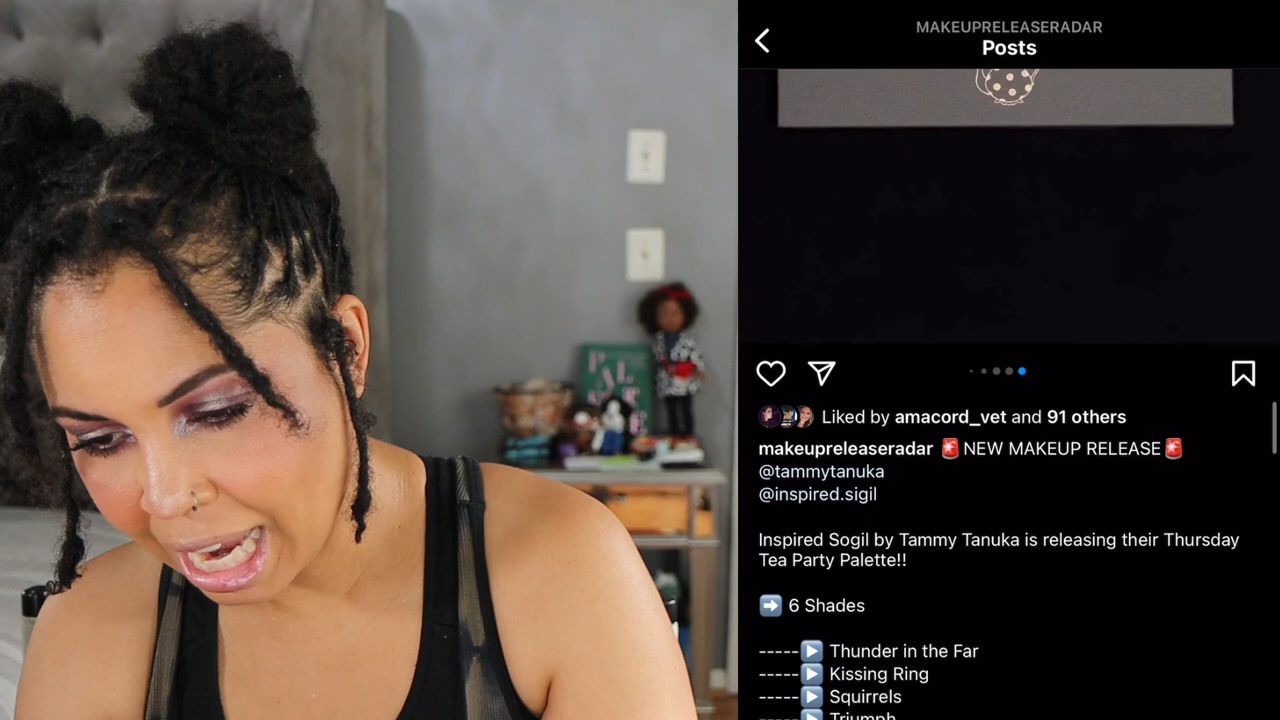 MAKEUPRELEASERADAR
Posts
Liked by amacord_vet and 91 others
makeupreleaseradar 🚨NEW MAKEUP RELEASE🚨
@tammytanuka
@inspired.sigil
Inspired Sogil by Tammy Tanuka is releasing their Thursday
Tea Party Palette!!
➡️ 6 Shades
-----▶️ Thunder in the Far
-----▶️ Kissing Ring
-----▶️ Squirrels
-----▶️ Triumph